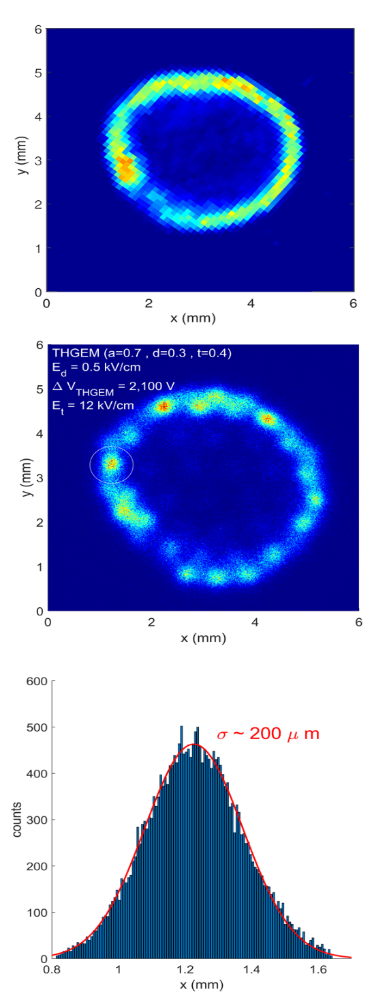 6
5
4
3
2
1
0
y (mm)
0 2 4 6
x (mm)
THGEM (a=0.7 , d=0.3 , t=0.4)
E_d = 0.5 kV/cm
Δ V_THGEM = 2,100 V
E_t = 12 kV/cm
6
5
4
3
2
1
0
y (mm)
0 2 4 6
x (mm)
σ ~ 200 μ m
600
500
400
300
200
100
0
counts
0.8 1 1.2 1.4 1.6
x (mm)